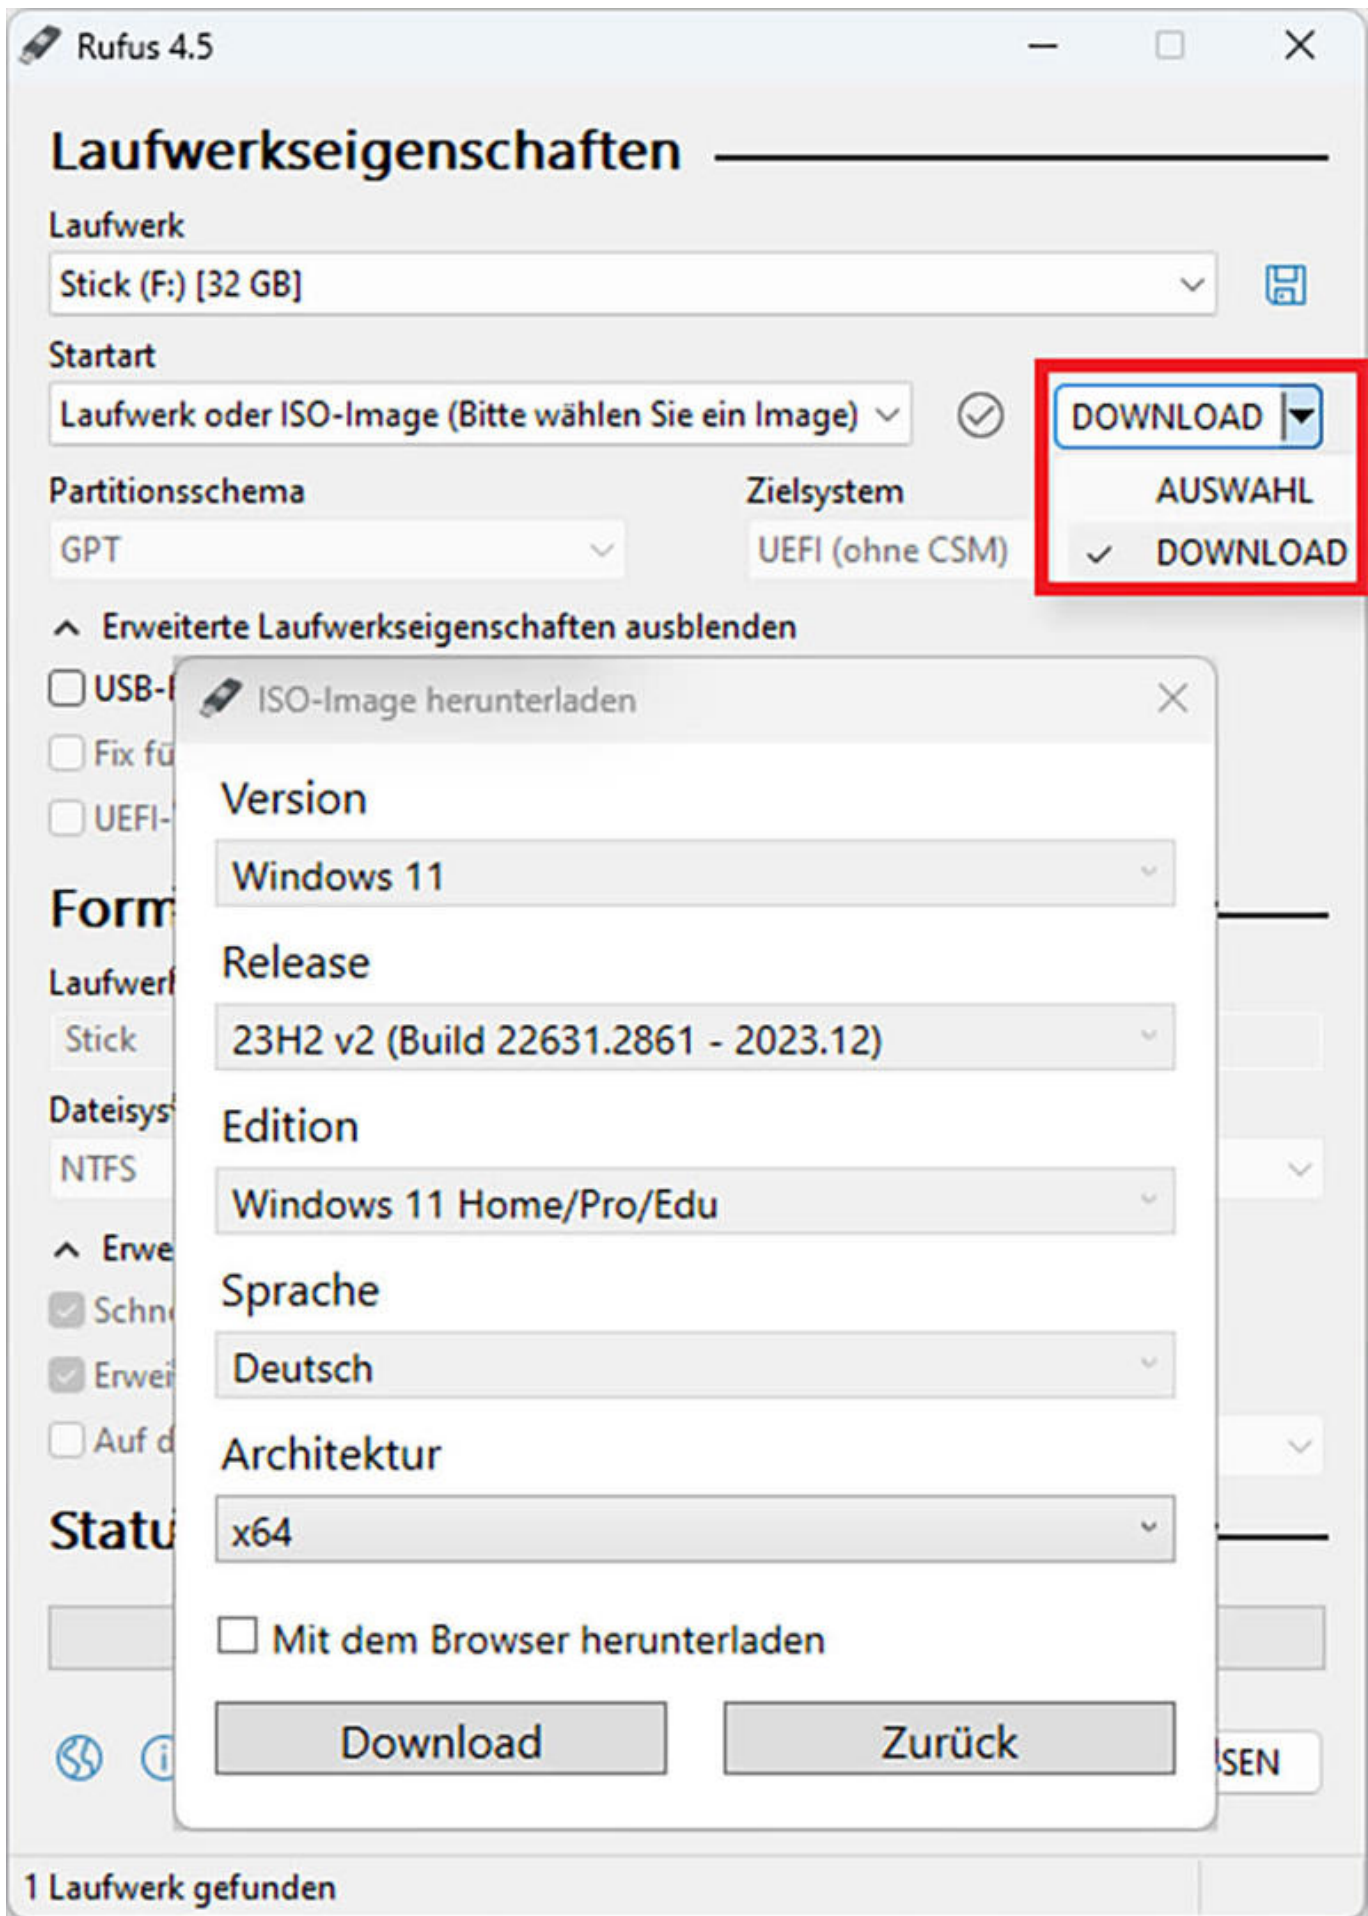 Rufus 4.5
Laufwerkseigenschaften
Laufwerk
Stick (F:) [32 GB]
Startart
Laufwerk oder ISO-Image (Bitte wählen Sie ein Image)
DOWNLOAD
AUSWAHL
DOWNLOAD
Partitionsschema
Zielsystem
GPT
UEFI (ohne CSM)
Erweiterte Laufwerkseigenschaften ausblenden
USB-
Fix fü
UEFI-
Form
Laufwer
Stick
Dateisys
NTFS
Erwe
Schn
Erwei
Auf d
Statu
SEN
ISO-Image herunterladen
Version
Windows 11
Release
23H2 v2 (Build 22631.2861 - 2023.12)
Edition
Windows 11 Home/Pro/Edu
Sprache
Deutsch
Architektur
x64
Mit dem Browser herunterladen
Download
Zurück
1 Laufwerk gefunden